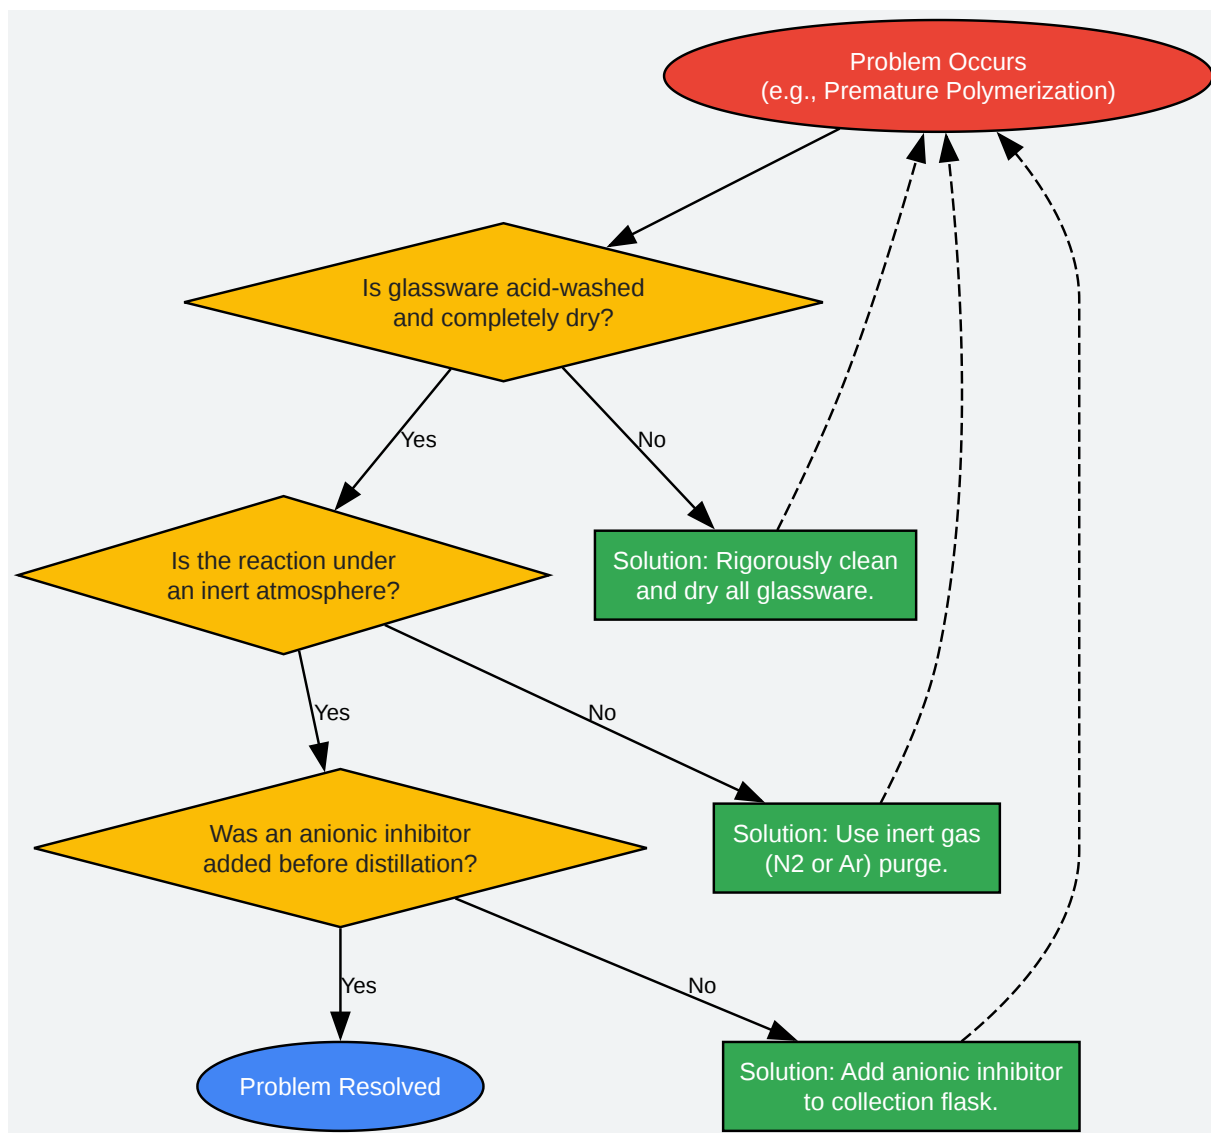 Problem Occurs
(e.g., Premature Polymerization)
Is glassware acid-washed
and completely dry?
Yes
No
Is the reaction under
an inert atmosphere?
Solution: Rigorously clean
and dry all glassware.
Yes
No
Was an anionic inhibitor
added before distillation?
Solution: Use inert gas
(N2 or Ar) purge.
Yes
No
Problem Resolved
Solution: Add anionic inhibitor
to collection flask.